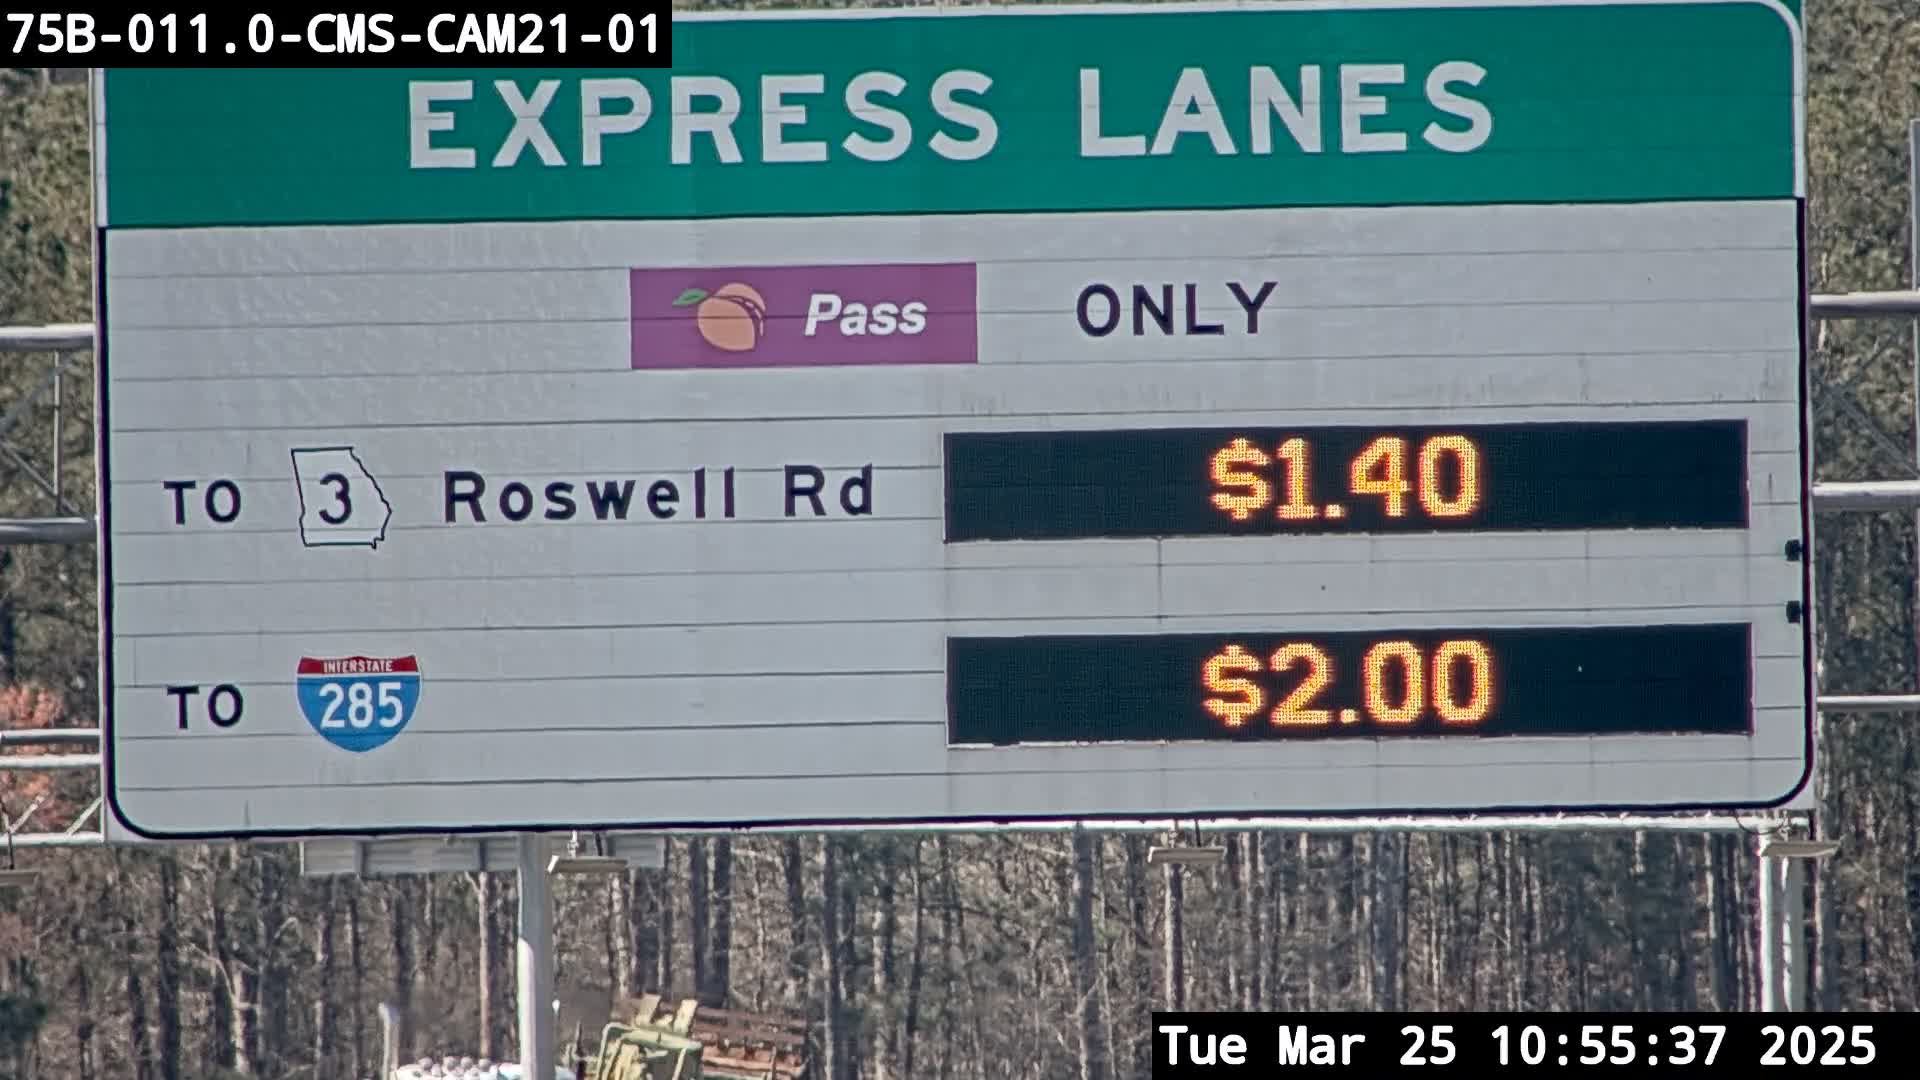 75B-011.0-CMS-CAM21-01
EXPRESS LANES
Pass ONLY
TO 3 Roswell Rd $1.40
TO INTERSTATE 285 $2.00
Tue Mar 25 10:55:37 2025